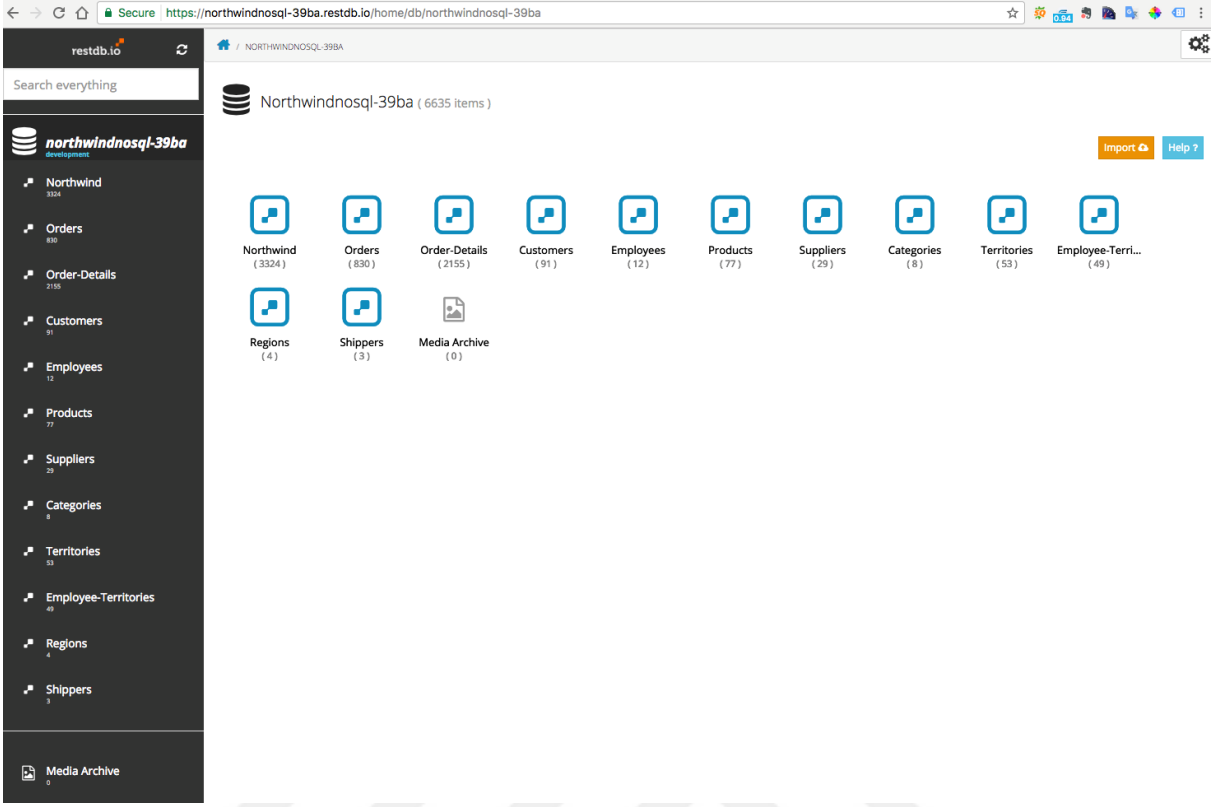 Secure https://northwindnosql-39ba.restdb.io/home/db/northwindnosql-39ba
0.94
restdb.io
Search everything
northwindnosql-39ba
development
Northwind
3324
Orders
830
Order-Details
2155
Customers
91
Employees
12
Products
77
Suppliers
29
Categories
8
Territories
53
Employee-Territories
49
Regions
4
Shippers
3
Media Archive
0
/ NORTHWINDNOSQL-39BA
Northwindnosql-39ba ( 6635 items )
Import Help ?
Northwind Orders Order-Details Customers Employees Products Suppliers Categories Territories Employee-Terri...
( 3324 ) ( 830 ) ( 2155 ) ( 91 ) ( 12 ) ( 77 ) ( 29 ) ( 8 ) ( 53 ) ( 49 )
Regions Shippers Media Archive
( 4 ) ( 3 ) ( 0 )